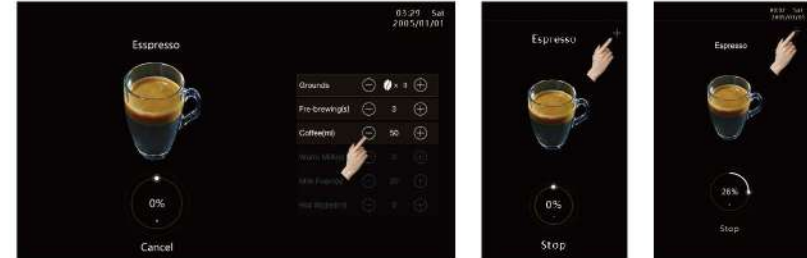 03:29 Sat
2005/01/01
Esspresso
Grounds
x 3
Pre-brewing(s)
3
Coffee(ml)
50
0%
Cancel
Espresso
0%
Stop
Espresso
26%
Stop